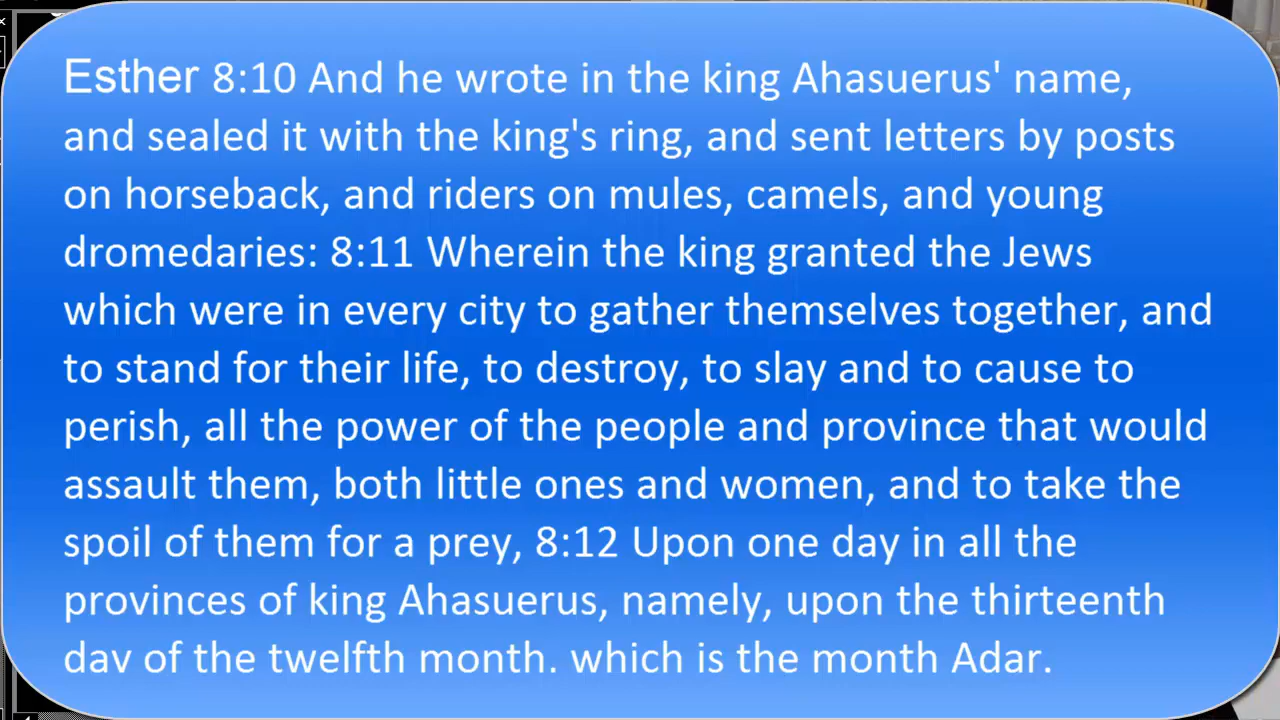 Esther 8:10 And he wrote in the king Ahasuerus' name,
and sealed it with the king's ring, and sent letters by posts
on horseback, and riders on mules, camels, and young
dromedaries: 8:11 Wherein the king granted the Jews
which were in every city to gather themselves together, and
to stand for their life, to destroy, to slay and to cause to
perish, all the power of the people and province that would
assault them, both little ones and women, and to take the
spoil of them for a prey, 8:12 Upon one day in all the
provinces of king Ahasuerus, namely, upon the thirteenth
day of the twelfth month. which is the month Adar.